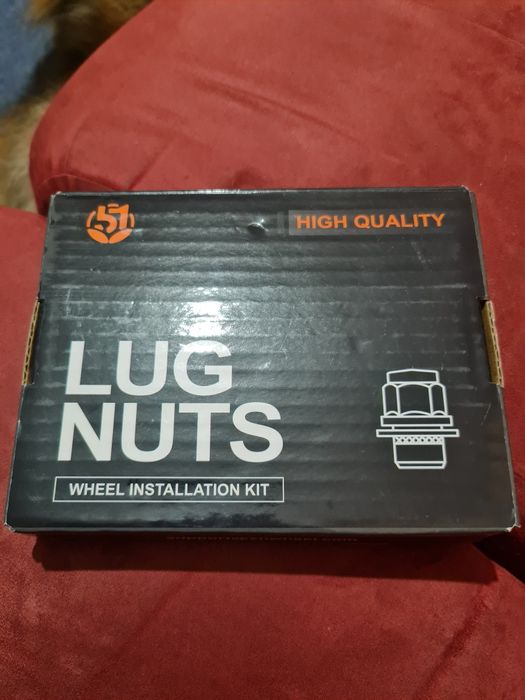 51
HIGH QUALITY
LUG
NUTS
WHEEL INSTALLATION KIT